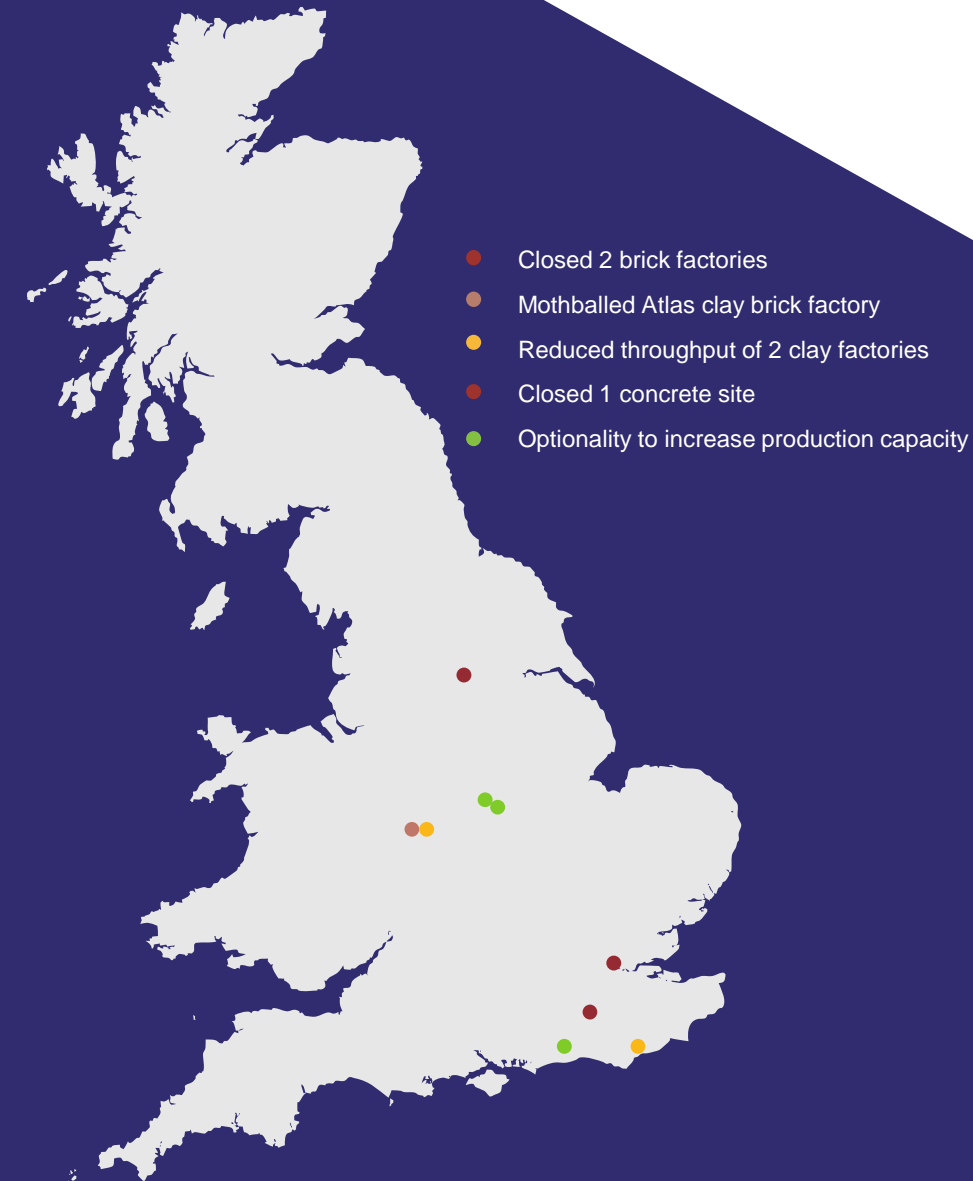 Closed 2 brick factories
Mothballed Atlas clay brick factory
Reduced throughput of 2 clay factories
Closed 1 concrete site
Optionality to increase production capacity